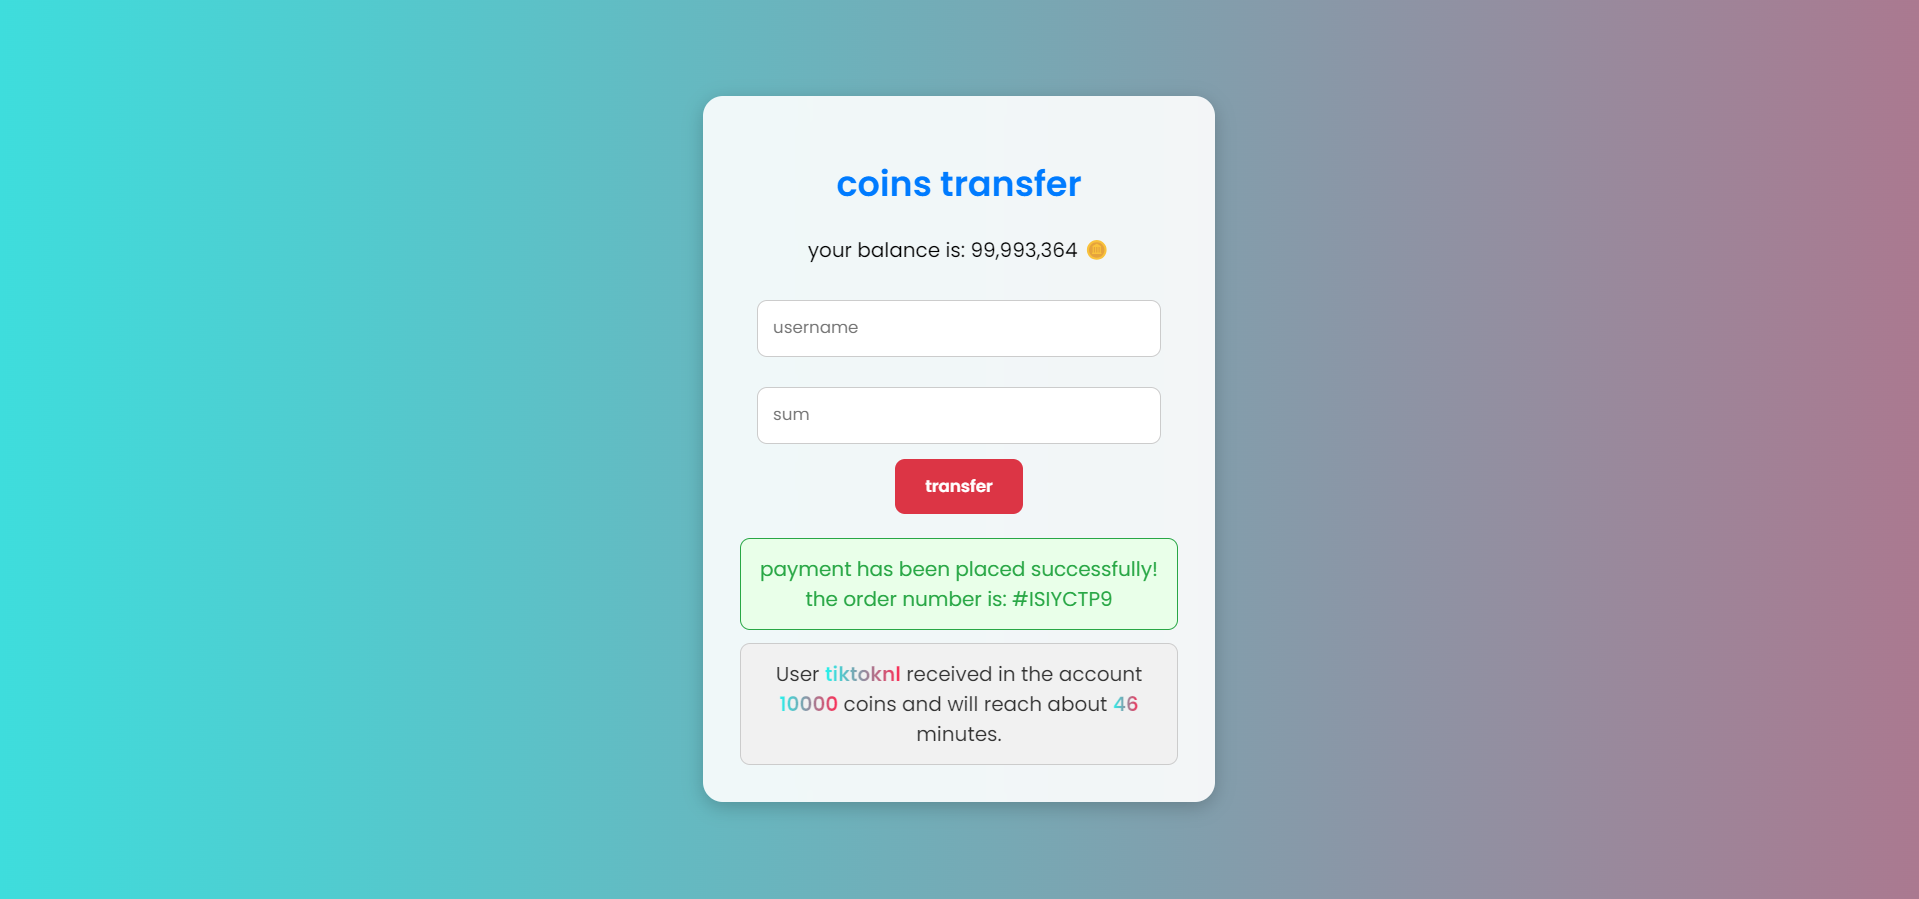 coins transfer
your balance is: 99,993,364
username
sum
transfer
payment has been placed successfully!
the order number is: #ISIYCTP9
User tiktoknl received in the account
10000 coins and will reach about 46
minutes.